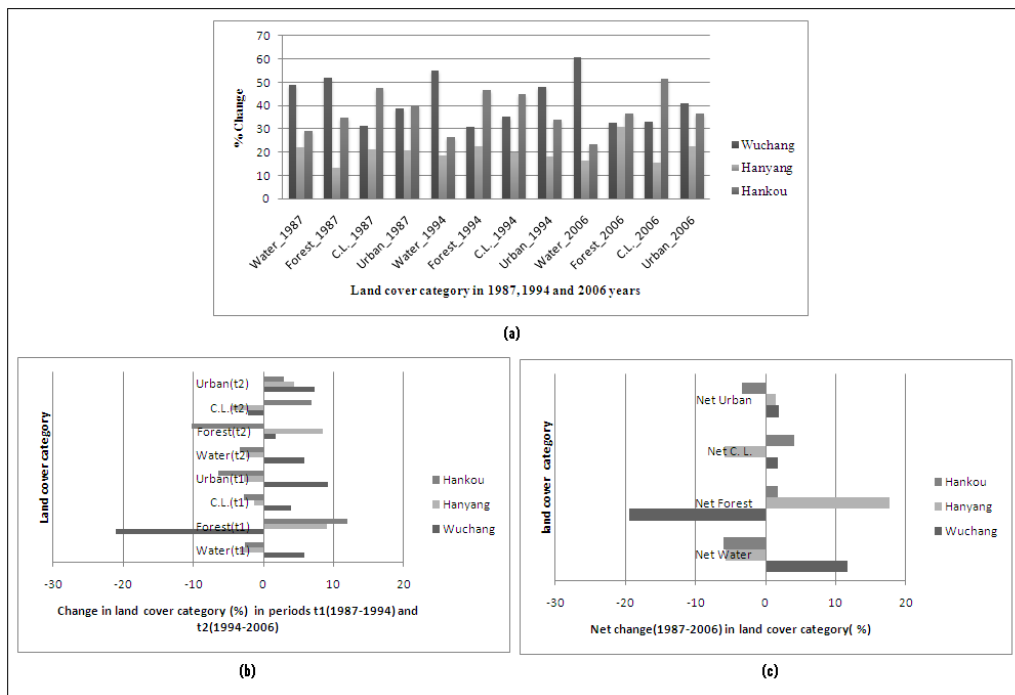 70
60
50
40
30
20
10
0
% Change
Water_1987
Forest_1987
C.L._1987
Urban_1987
Water_1994
Forest_1994
C.L._1994
Urban_1994
Water_2006
Forest_2006
C.L._2006
Urban_2006
Wuchang
Hanyang
Hankou
Land cover category in 1987,1994 and 2006 years
(a)
Land cover category
Urban(t2)
C.L.(t2)
Forest(t2)
Water(t2)
Urban(t1)
C.L.(t1)
Forest(t1)
Water(t1)
Hankou
Hanyang
Wuchang
-30 -20 -10 0 10 20
Change in land cover category (%) in periods t1(1987-1994) and
t2(1994-2006)
(b)
land cover category
Net Urban
Net C. L.
Net Forest
Net Water
Hankou
Hanyang
Wuchang
-30 -20 -10 0 10 20
Net change(1987-2006) in land cover category( %)
(c)